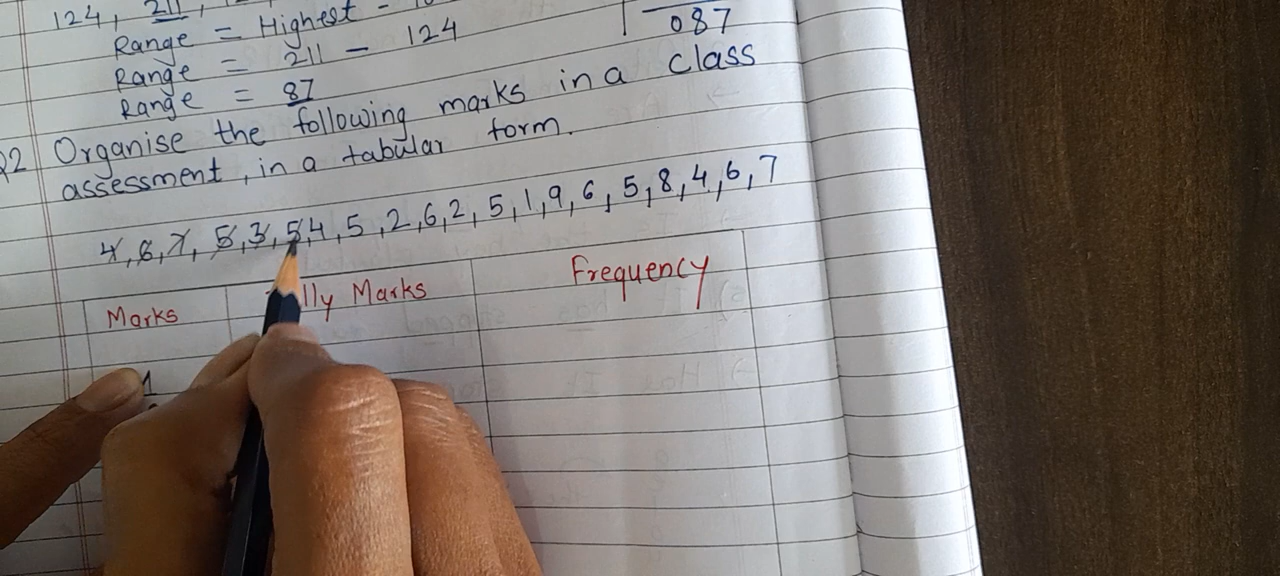 124, 211,
Range = Highest -
Range = 211 - 124
Range = 87
087
Q2 Organise the following marks in a class
assessment, in a tabular form.
4, 6, 7, 5, 3, 5, 4, 5, 2, 6, 2, 5, 1, 9, 6, 5, 8, 4, 6, 7
Marks lly Marks Frequency
1